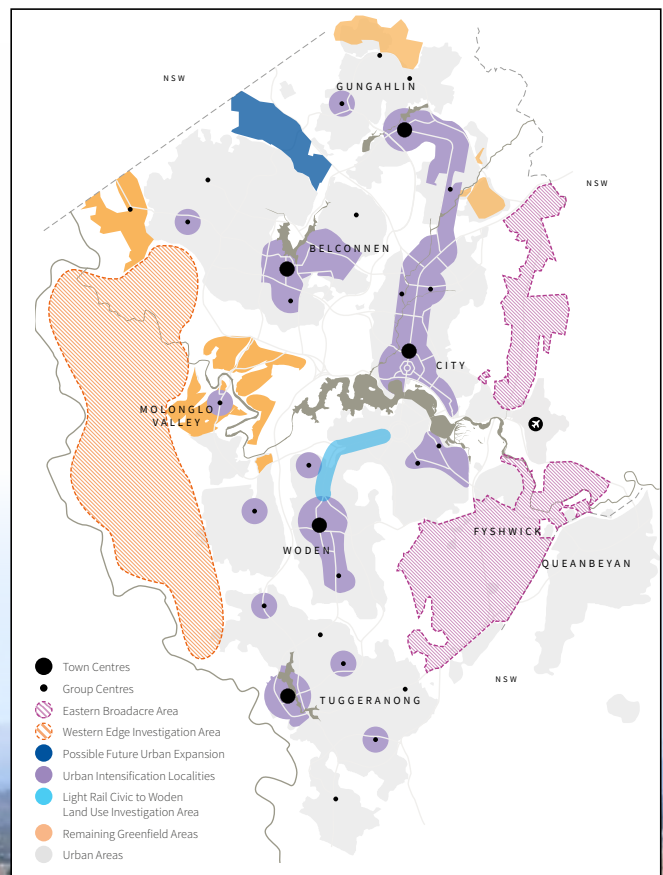 NSW
GUNGAHLIN
NSW
BELCONNEN
CITY
MOLONGLO
VALLEY
FYSHWICK
WODEN
QUEANBEYAN
NSW
TUGGERANONG
Town Centres
Group Centres
Eastern Broadacre Area
Western Edge Investigation Area
Possible Future Urban Expansion
Urban Intensification Localities
Light Rail Civic to Woden
Land Use Investigation Area
Remaining Greenfield Areas
Urban Areas